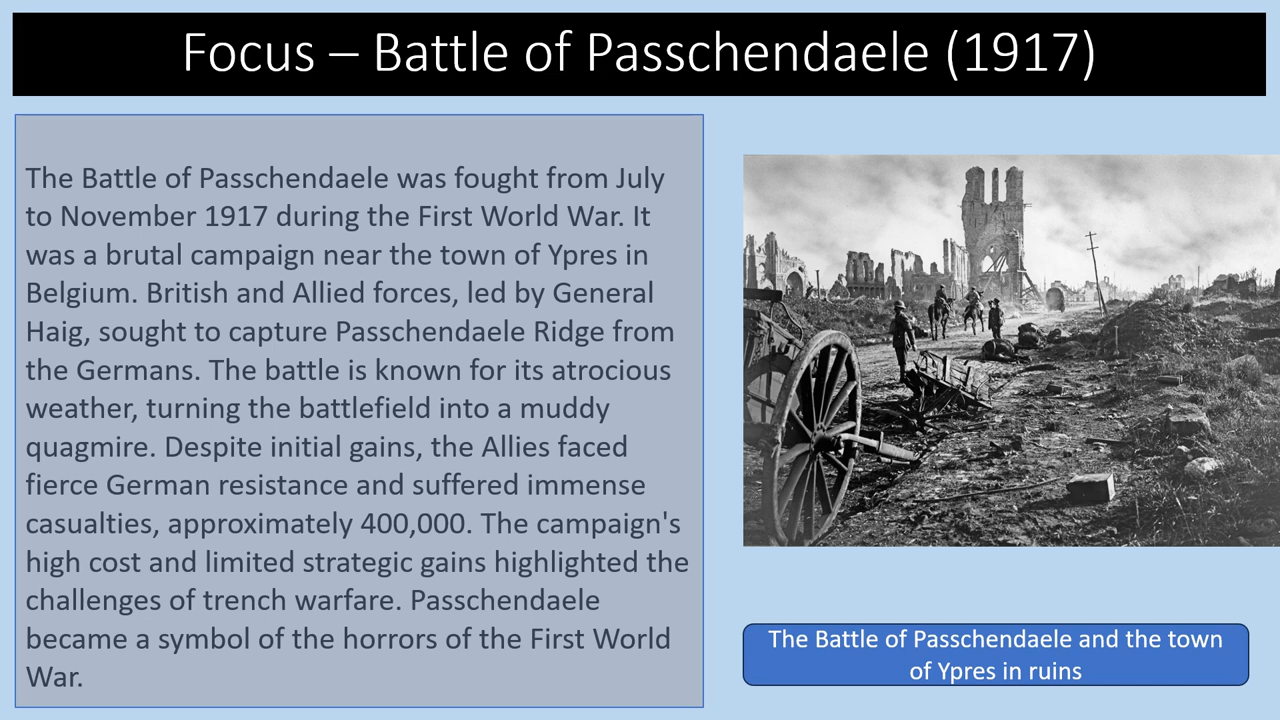 Focus – Battle of Passchendaele (1917)
The Battle of Passchendaele was fought from July
to November 1917 during the First World War. It
was a brutal campaign near the town of Ypres in
Belgium. British and Allied forces, led by General
Haig, sought to capture Passchendaele Ridge from
the Germans. The battle is known for its atrocious
weather, turning the battlefield into a muddy
quagmire. Despite initial gains, the Allies faced
fierce German resistance and suffered immense
casualties, approximately 400,000. The campaign's
high cost and limited strategic gains highlighted the
challenges of trench warfare. Passchendaele
became a symbol of the horrors of the First World
War.
The Battle of Passchendaele and the town
of Ypres in ruins